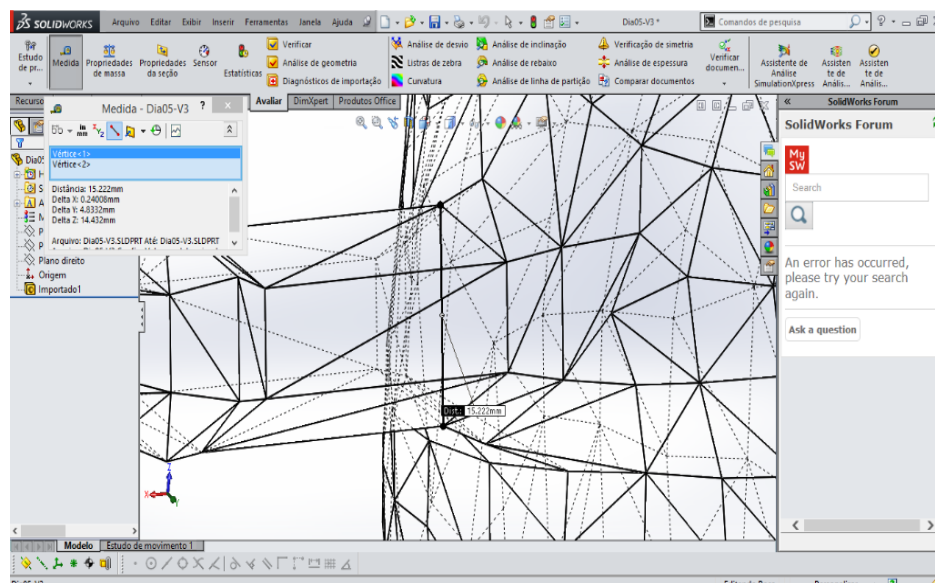 SOLIDWORKS Arquivo Editar Exibir Inserir Ferramentas Janela Ajuda Dia05-V3 * Comandos de pesquisa
Estudo de pr...
Medida
Propriedades de massa
Propriedades da seção
Sensor
Estatísticas
Verificar
Análise de geometria
Diagnósticos de importação
Análise de desvio
Listras de zebra
Curvatura
Análise de inclinação
Análise de rebaixo
Análise de linha de partição
Verificação de simetria
Análise de espessura
Comparar documentos
Verificar documen...
Assistente de Análise SimulationXpress
Assisten te de Anális...
Assisten te de Anális...
Recurso
Avaliar DimXpert Produtos Office
Medida - Dia05-V3 ?
Vértice<1>
Vértice<2>
Distância: 15.222mm
Delta X: 0.24008mm
Delta Y: 4.8332mm
Delta Z: 14.432mm
Arquivo: Dia05-V3.SLDPRT Até: Dia05-V3.SLDPRT
Plano direito
Origem
Importado1
Dist.: 15.222mm
Z
X
Y
SolidWorks Forum
SolidWorks Forum
My SW
Search
An error has occurred,
please try your search
again.
Ask a question
Modelo Estudo de movimento 1